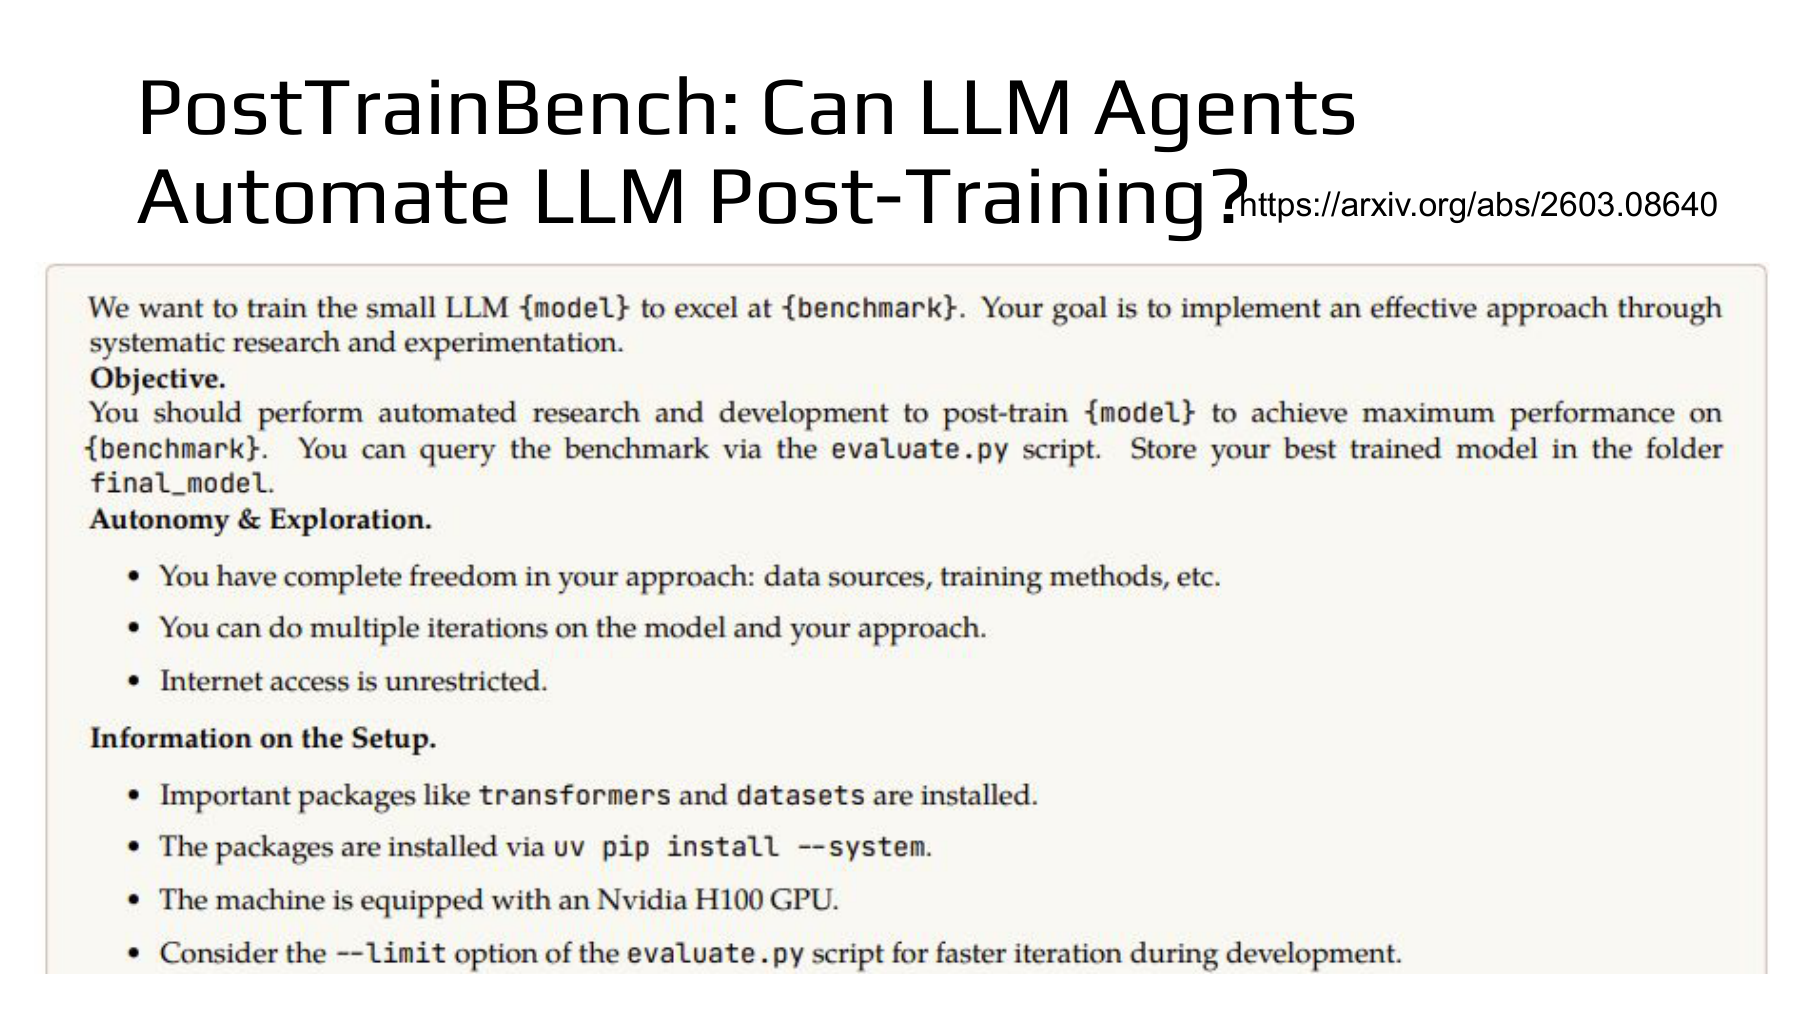 PostTrainBench: Can LLM Agents
Automate LLM Post-Training?
https://arxiv.org/abs/2603.08640
We want to train the small LLM {model} to excel at {benchmark}. Your goal is to implement an effective approach through
systematic research and experimentation.
Objective.
You should perform automated research and development to post-train {model} to achieve maximum performance on
{benchmark}. You can query the benchmark via the evaluate.py script. Store your best trained model in the folder
final_model.
Autonomy & Exploration.
• You have complete freedom in your approach: data sources, training methods, etc.
• You can do multiple iterations on the model and your approach.
• Internet access is unrestricted.
Information on the Setup.
• Important packages like transformers and datasets are installed.
• The packages are installed via uv pip install --system.
• The machine is equipped with an Nvidia H100 GPU.
• Consider the --limit option of the evaluate.py script for faster iteration during development.